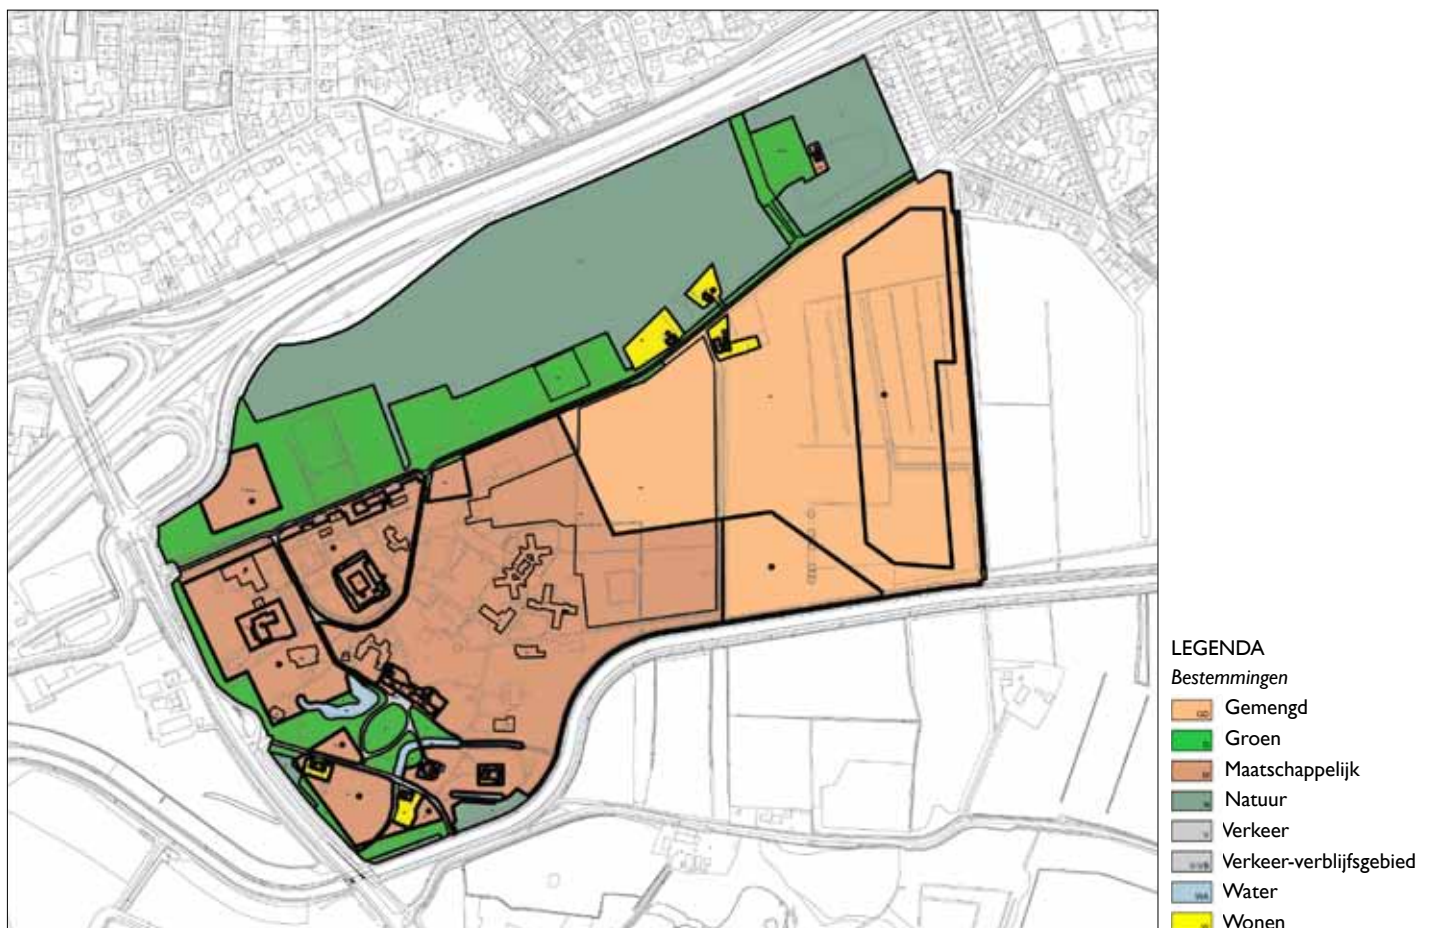 LEGENDA
Bestemmingen
Gemengd
Groen
Maatschappelijk
Natuur
Verkeer
Verkeer-verblijfsgebied
Water
Wonen